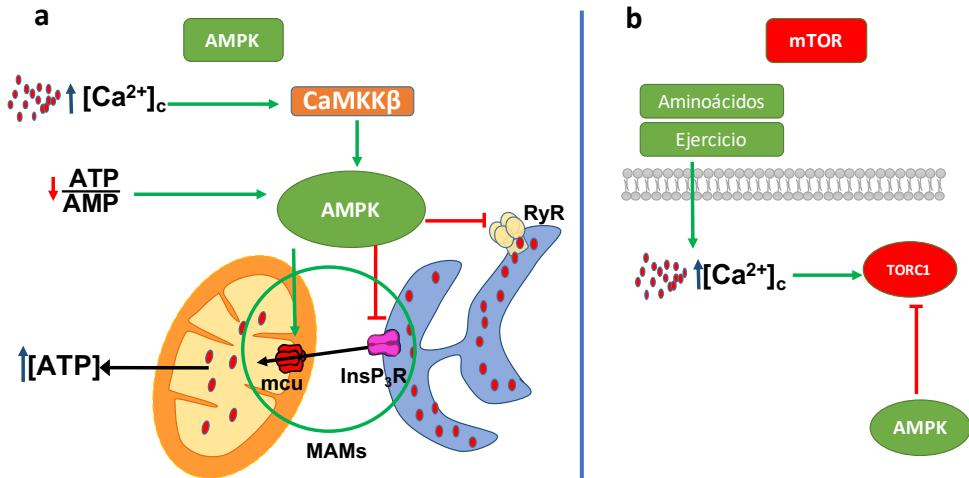 a
AMPK
↑ [Ca²⁺]c
CaMKKβ
↓ ATP
AMP
AMPK
RyR
↑[ATP]
mcu
InsP₃R
MAMs
b
mTOR
Aminoácidos
Ejercicio
↑[Ca²⁺]c
TORC1
AMPK